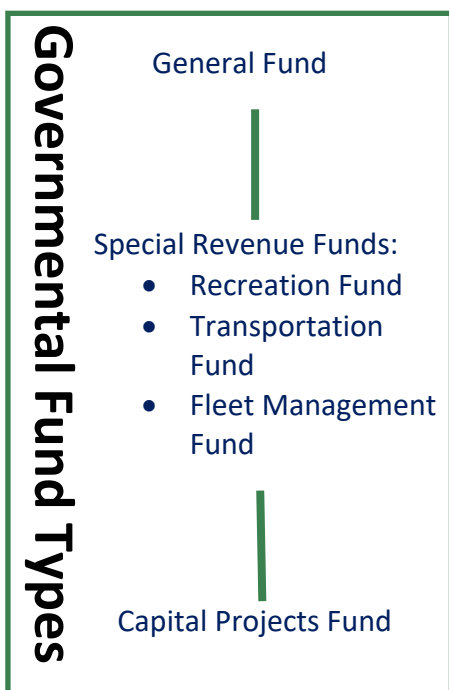 Governmental Fund Types
General Fund
Special Revenue Funds:
• Recreation Fund
• Transportation
Fund
• Fleet Management
Fund
Capital Projects Fund